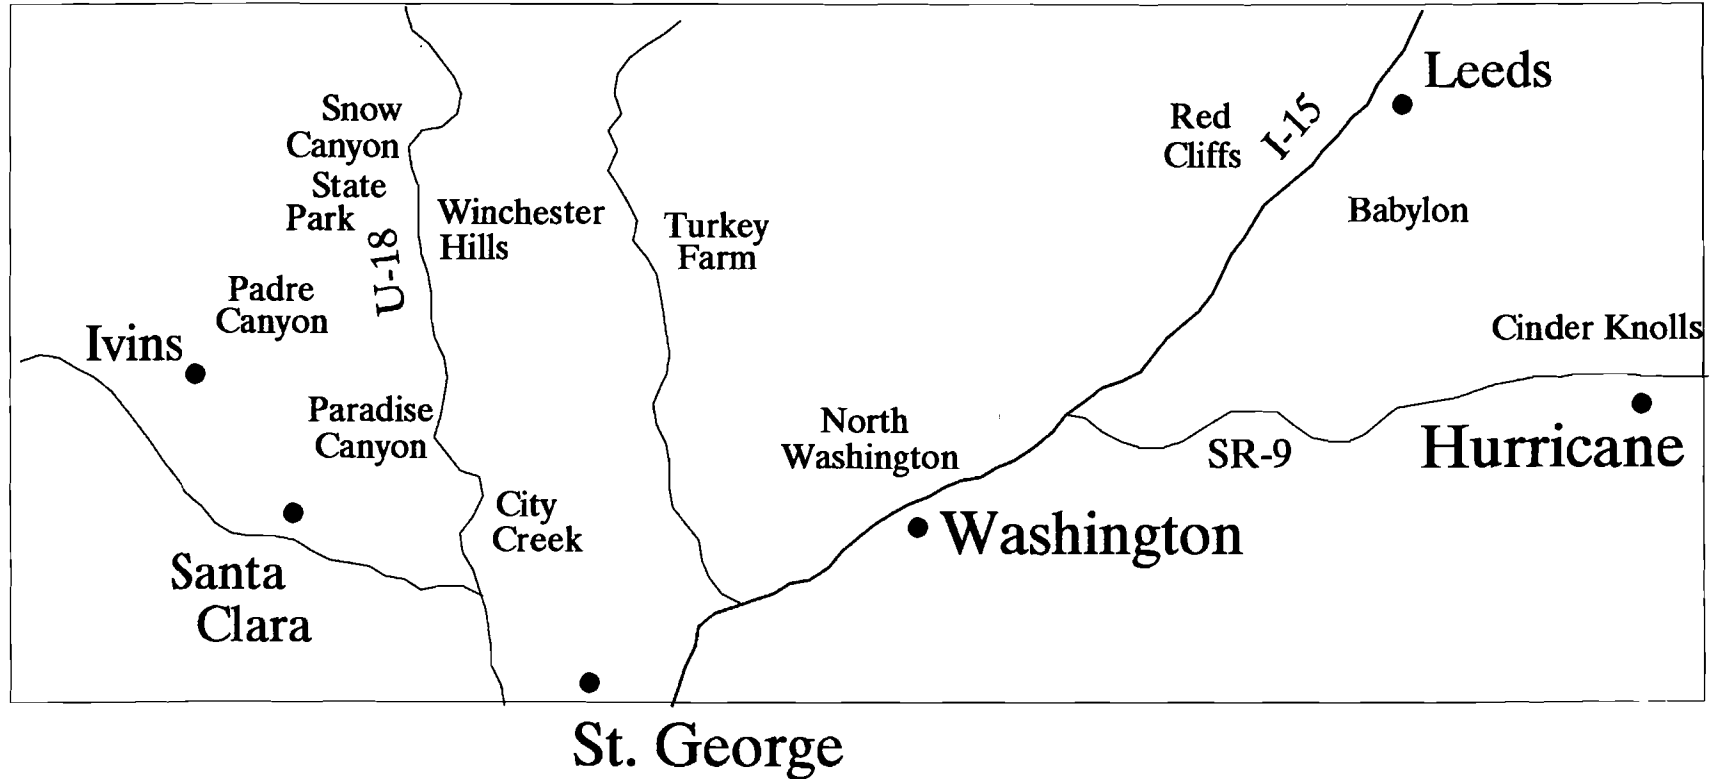 Leeds
Snow
Canyon
State
Park
Red
Cliffs
I-15
Winchester
Hills
Turkey
Farm
Babylon
U-18
Padre
Canyon
Ivins
Cinder Knolls
Paradise
Canyon
North
Washington
SR-9
Hurricane
City
Creek
Washington
Santa
Clara
St. George